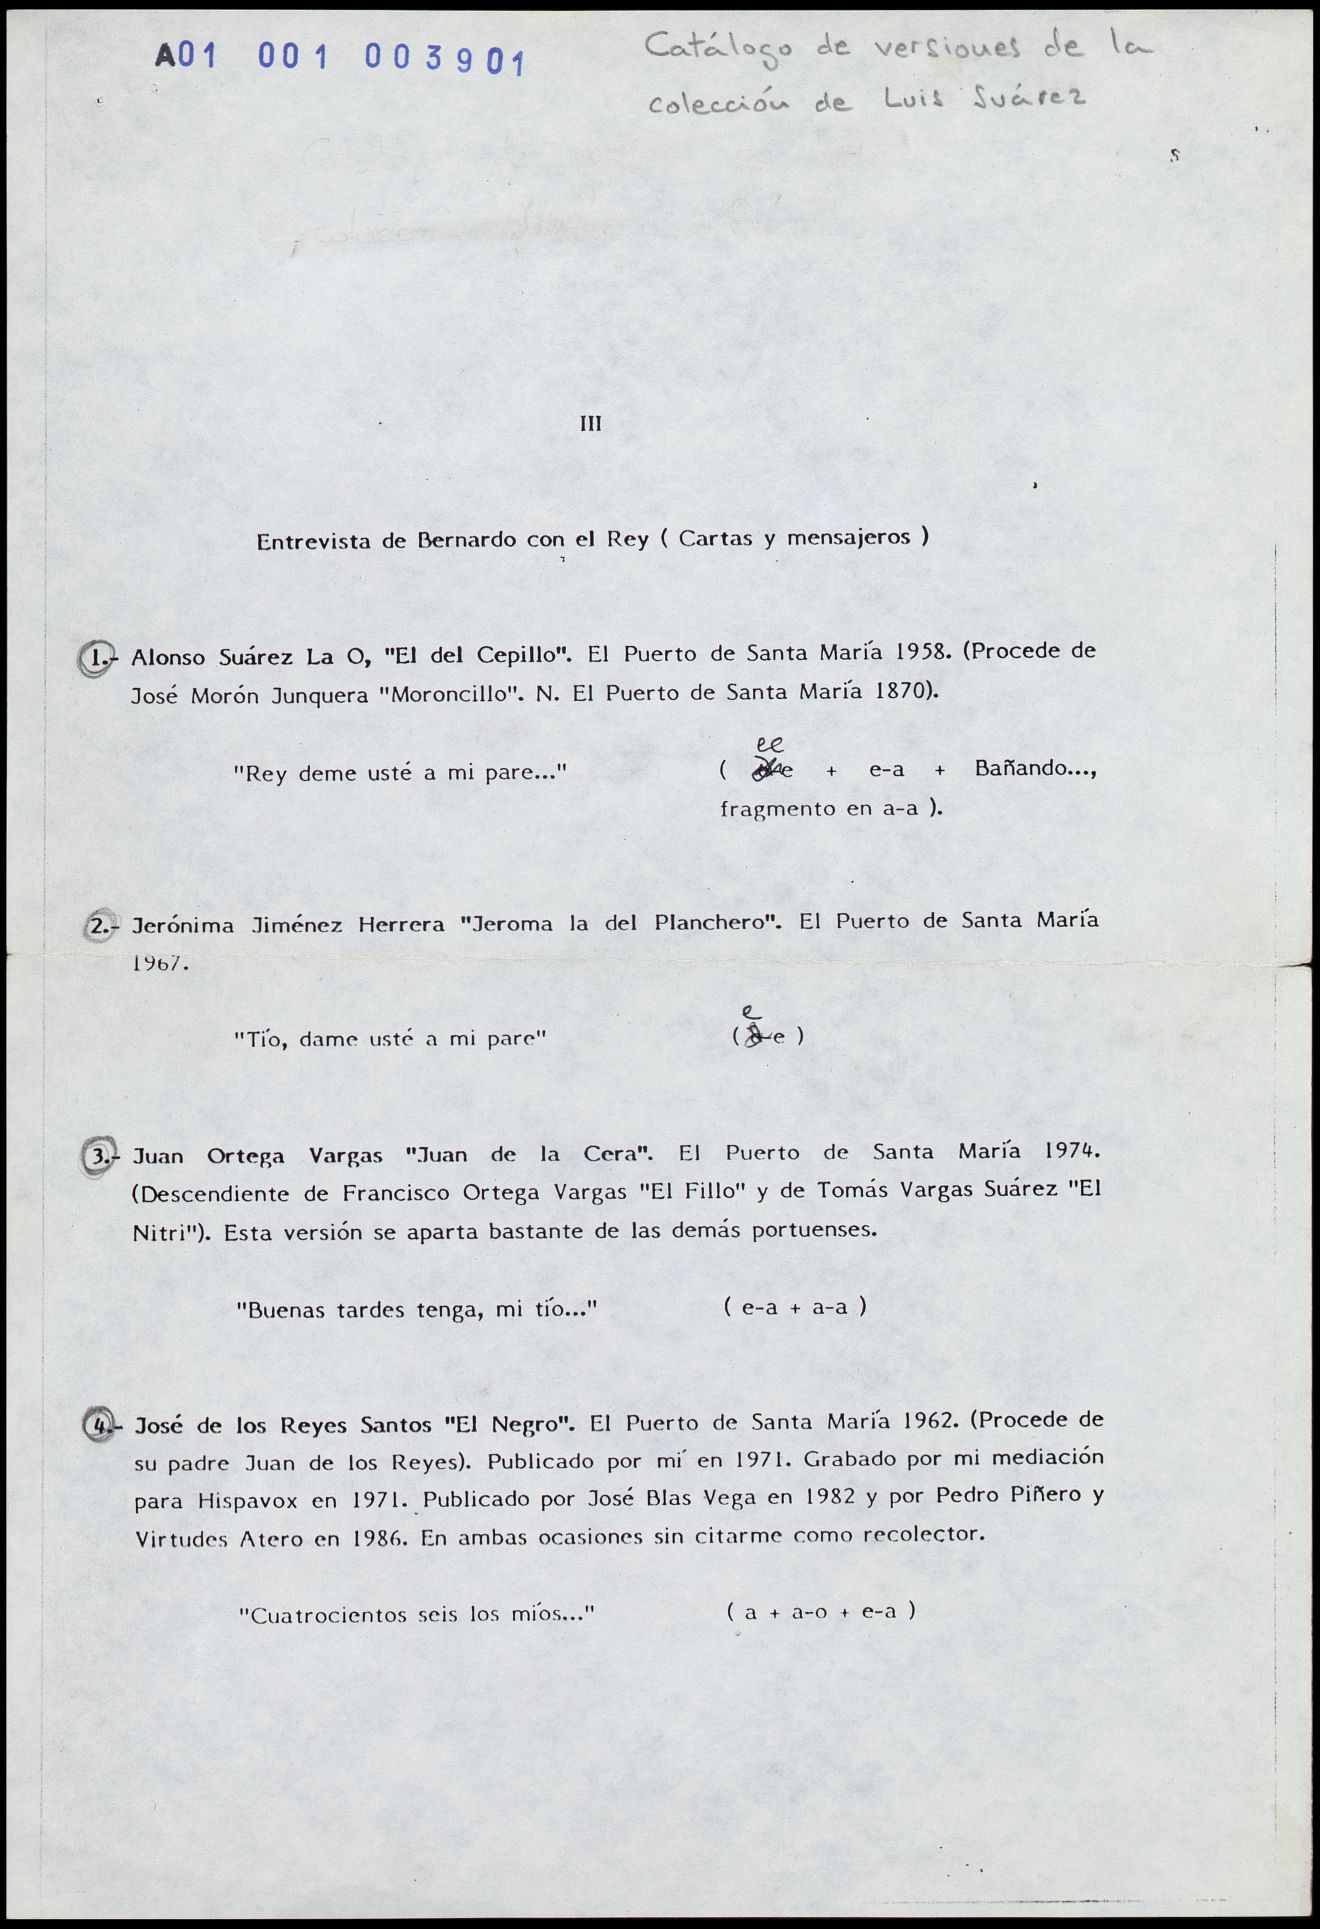 A01 001 003901
Catálogo de versiones de la
colección de Luis Suárez
III
Entrevista de Bernardo con el Rey ( Cartas y mensajeros )
1.- Alonso Suárez La O, "El del Cepillo". El Puerto de Santa María 1958. (Procede de
José Morón Junquera "Moroncillo". N. El Puerto de Santa María 1870).
ee
"Rey deme usté a mi pare..." ( e + e-a + Bañando...,
fragmento en a-a ).
2.- Jerónima Jiménez Herrera "Jeroma la del Planchero". El Puerto de Santa María
1967.
e
"Tío, dame usté a mi pare" ( e )
3.- Juan Ortega Vargas "Juan de la Cera". El Puerto de Santa María 1974.
(Descendiente de Francisco Ortega Vargas "El Fillo" y de Tomás Vargas Suárez "El
Nitri"). Esta versión se aparta bastante de las demás portuenses.
"Buenas tardes tenga, mi tío..." ( e-a + a-a )
4.- José de los Reyes Santos "El Negro". El Puerto de Santa María 1962. (Procede de
su padre Juan de los Reyes). Publicado por mí en 1971. Grabado por mi mediación
para Hispavox en 1971. Publicado por José Blas Vega en 1982 y por Pedro Piñero y
Virtudes Atero en 1986. En ambas ocasiones sin citarme como recolector.
"Cuatrocientos seis los míos..." ( a + a-o + e-a )